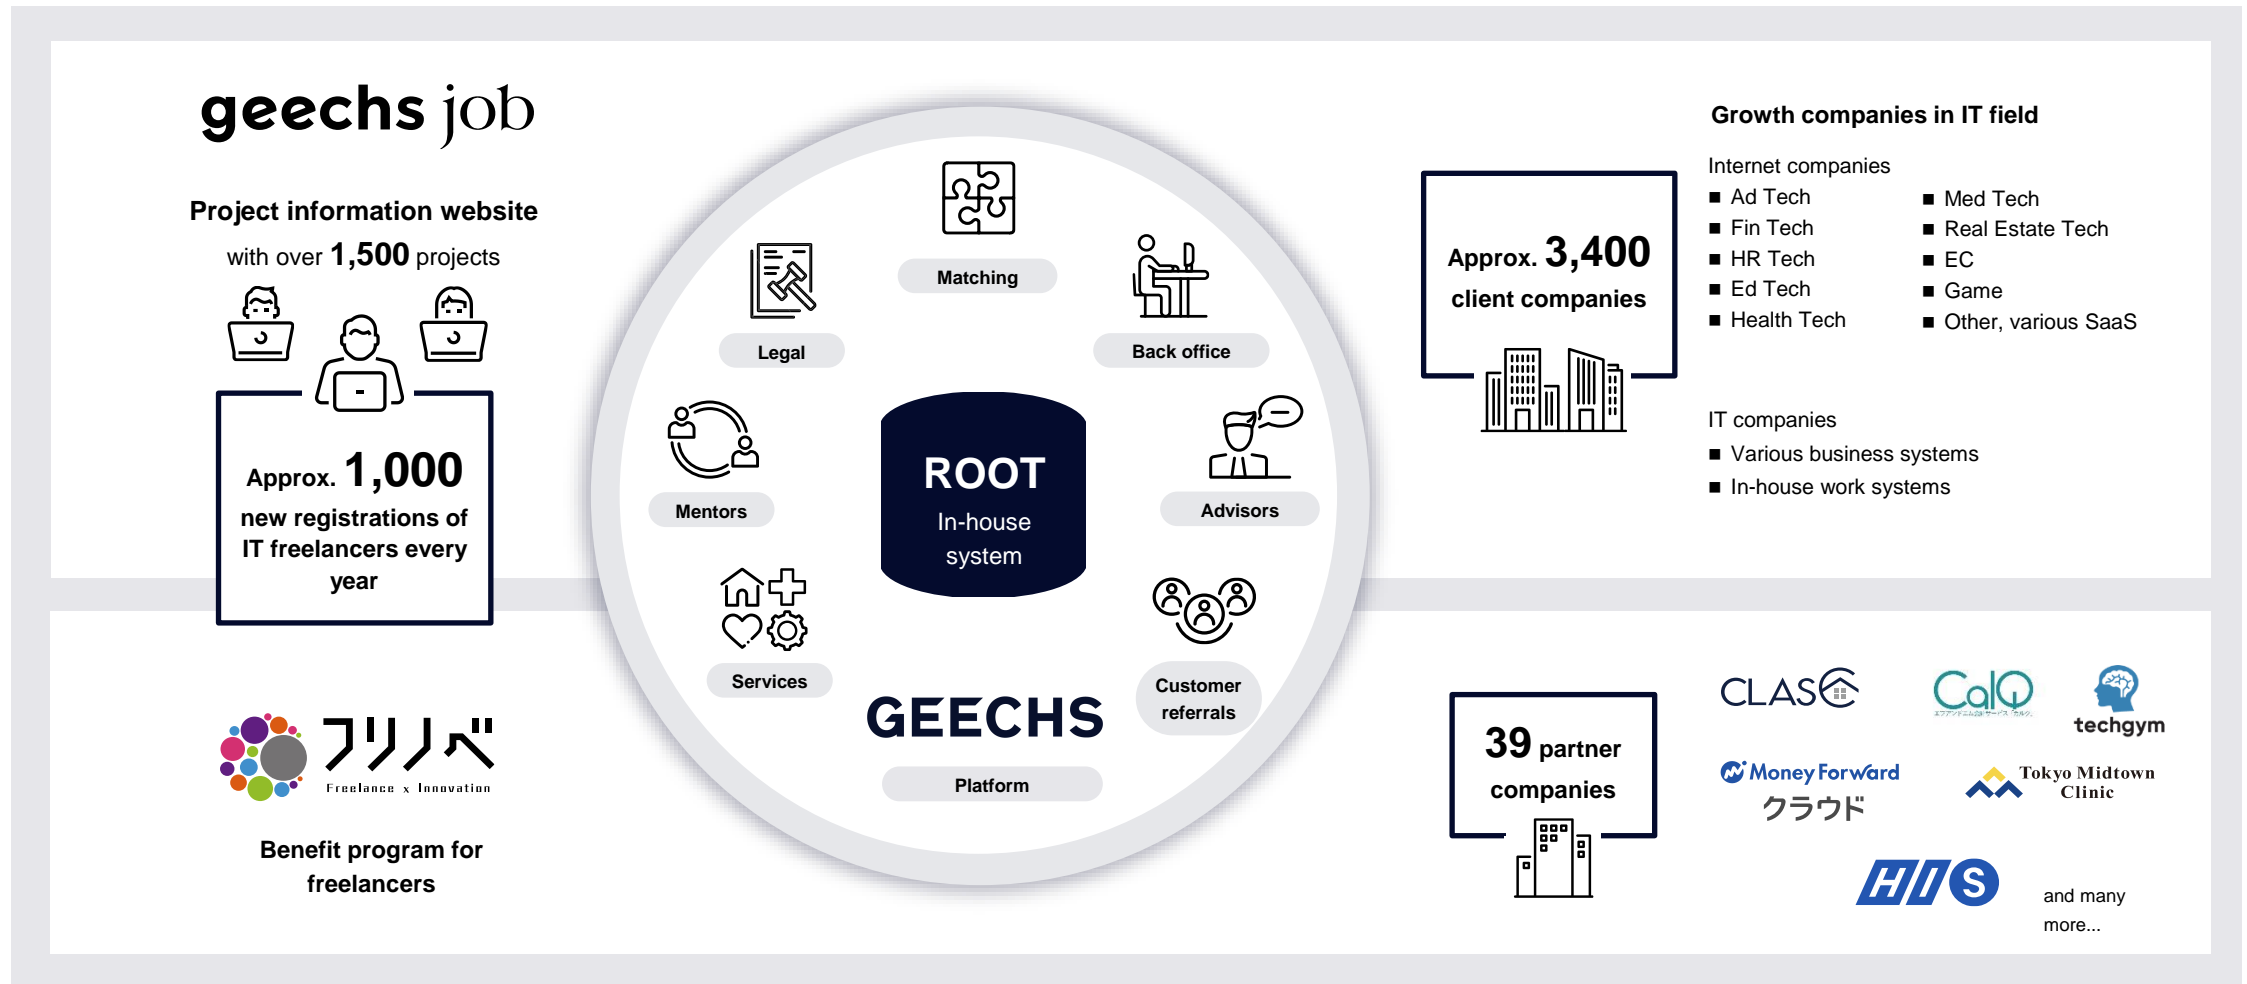 geechs job
Project information website
with over 1,500 projects
Approx. 1,000
new registrations of
IT freelancers every
year
フリノベ
Freelance x Innovation
Benefit program for
freelancers
Matching
Legal
Back office
Mentors
Advisors
Services
Customer
referrals
ROOT
In-house
system
GEECHS
Platform
Approx. 3,400
client companies
Growth companies in IT field
Internet companies
■ Ad Tech
■ Fin Tech
■ HR Tech
■ Ed Tech
■ Health Tech
■ Med Tech
■ Real Estate Tech
■ EC
■ Game
■ Other, various SaaS
IT companies
■ Various business systems
■ In-house work systems
39 partner
companies
CLAS
CalQ
techgym
Money Forward
クラウド
Tokyo Midtown
Clinic
HIS
and many
more...